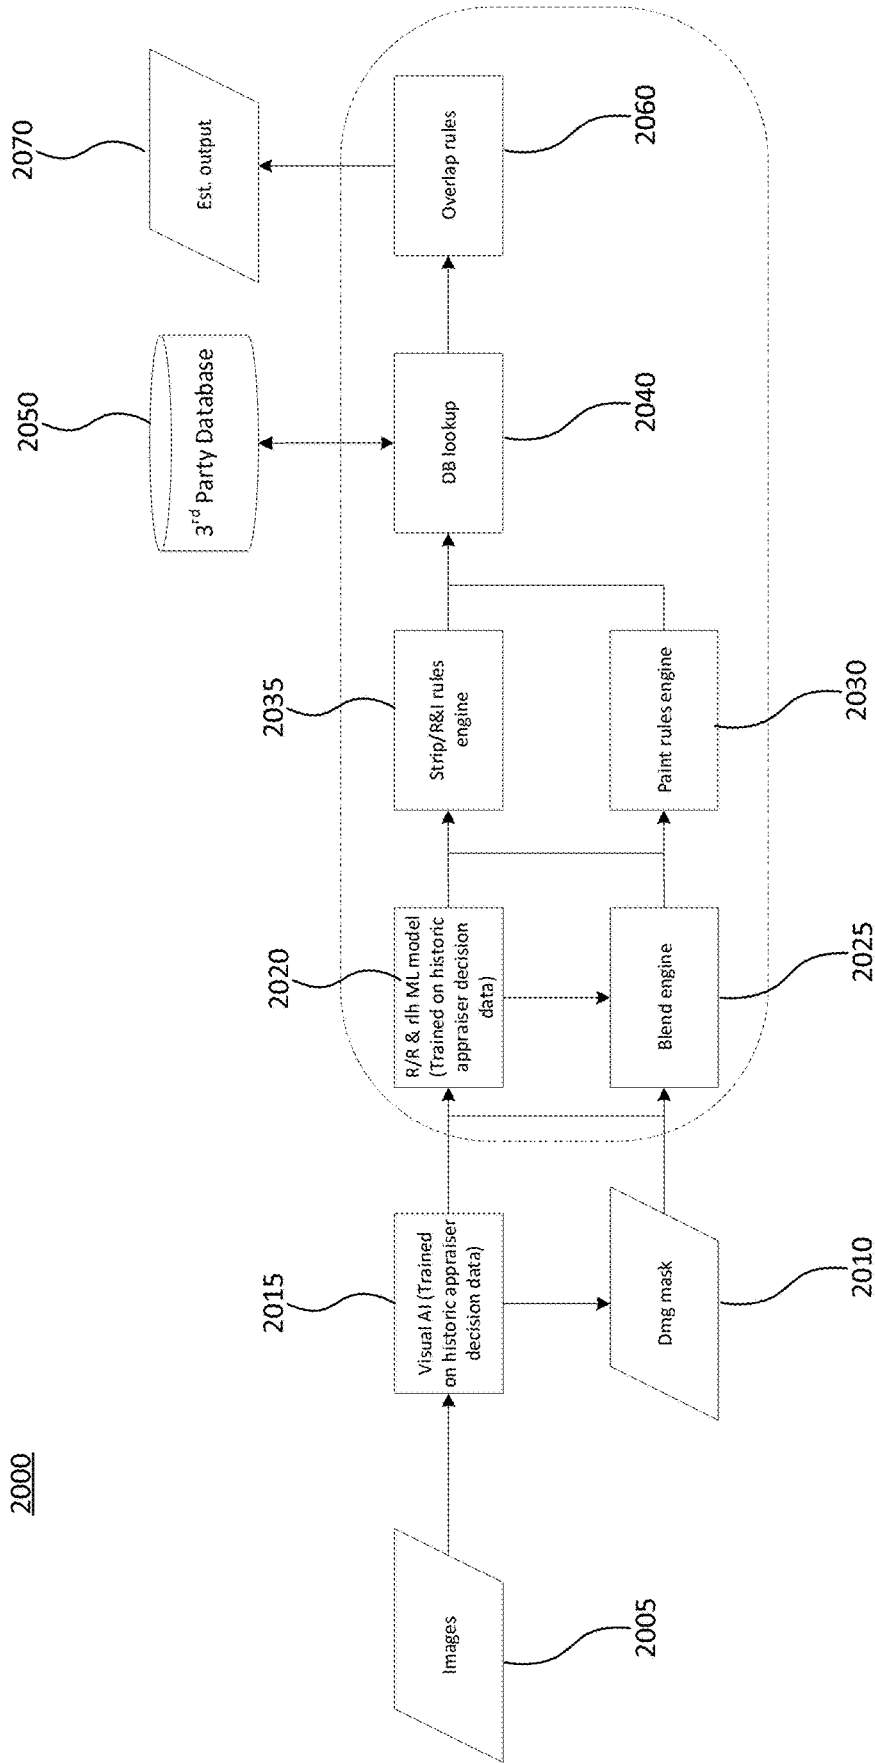 2000
Images
2005
Visual AI (Trained
on historic appraiser
decision data)
2015
Dmg mask
2010
R/R & rlh ML model
(Trained on historic
appraiser decision
data)
2020
Blend engine
2025
Strip/R&I rules
engine
2035
Paint rules engine
2030
DB lookup
2040
3rd Party Database
2050
Overlap rules
2060
Est. output
2070